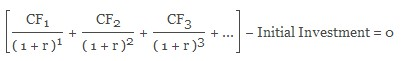 [ CF₁/(1+r)¹ + CF₂/(1+r)² + CF₃/(1+r)³ + ... ] – Initial Investment = 0